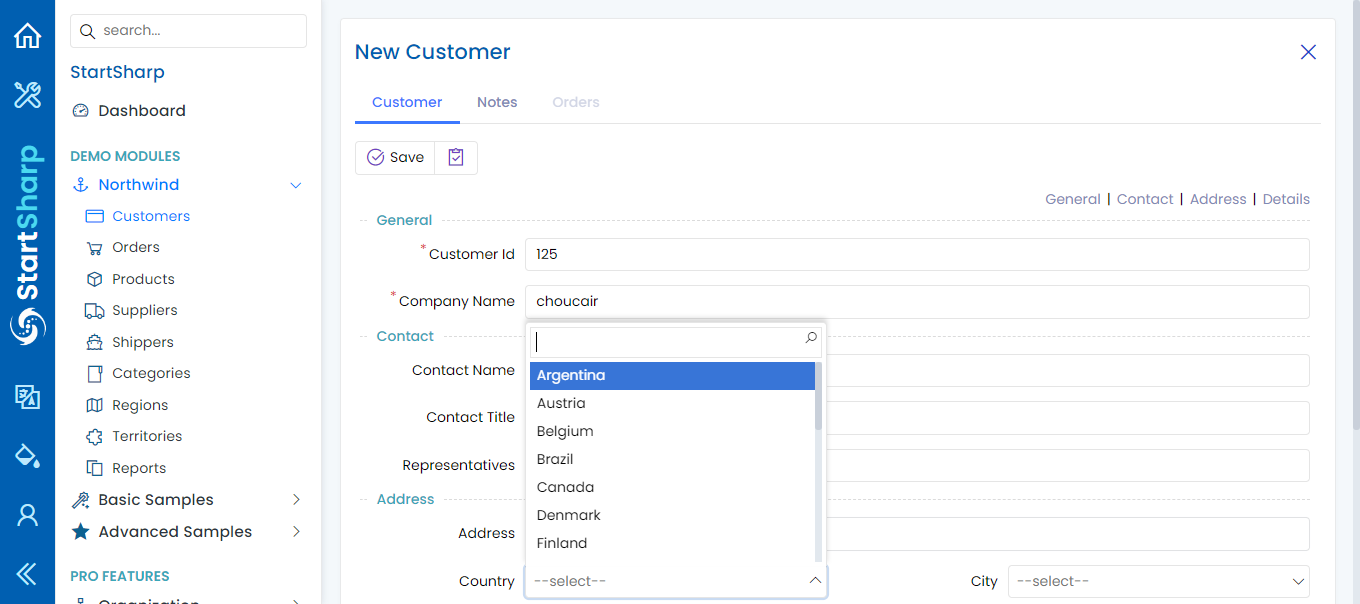 search...
StartSharp
Dashboard
DEMO MODULES
Northwind
Customers
Orders
Products
Suppliers
Shippers
Categories
Regions
Territories
Reports
Basic Samples
Advanced Samples
PRO FEATURES
Organization
StartSharp
New Customer
Customer Notes Orders
Save
General | Contact | Address | Details
General
* Customer Id 125
* Company Name choucair
Contact
Contact Name
Contact Title
Representatives
Address
Address
Argentina
Austria
Belgium
Brazil
Canada
Denmark
Finland
Country --select-- City --select--